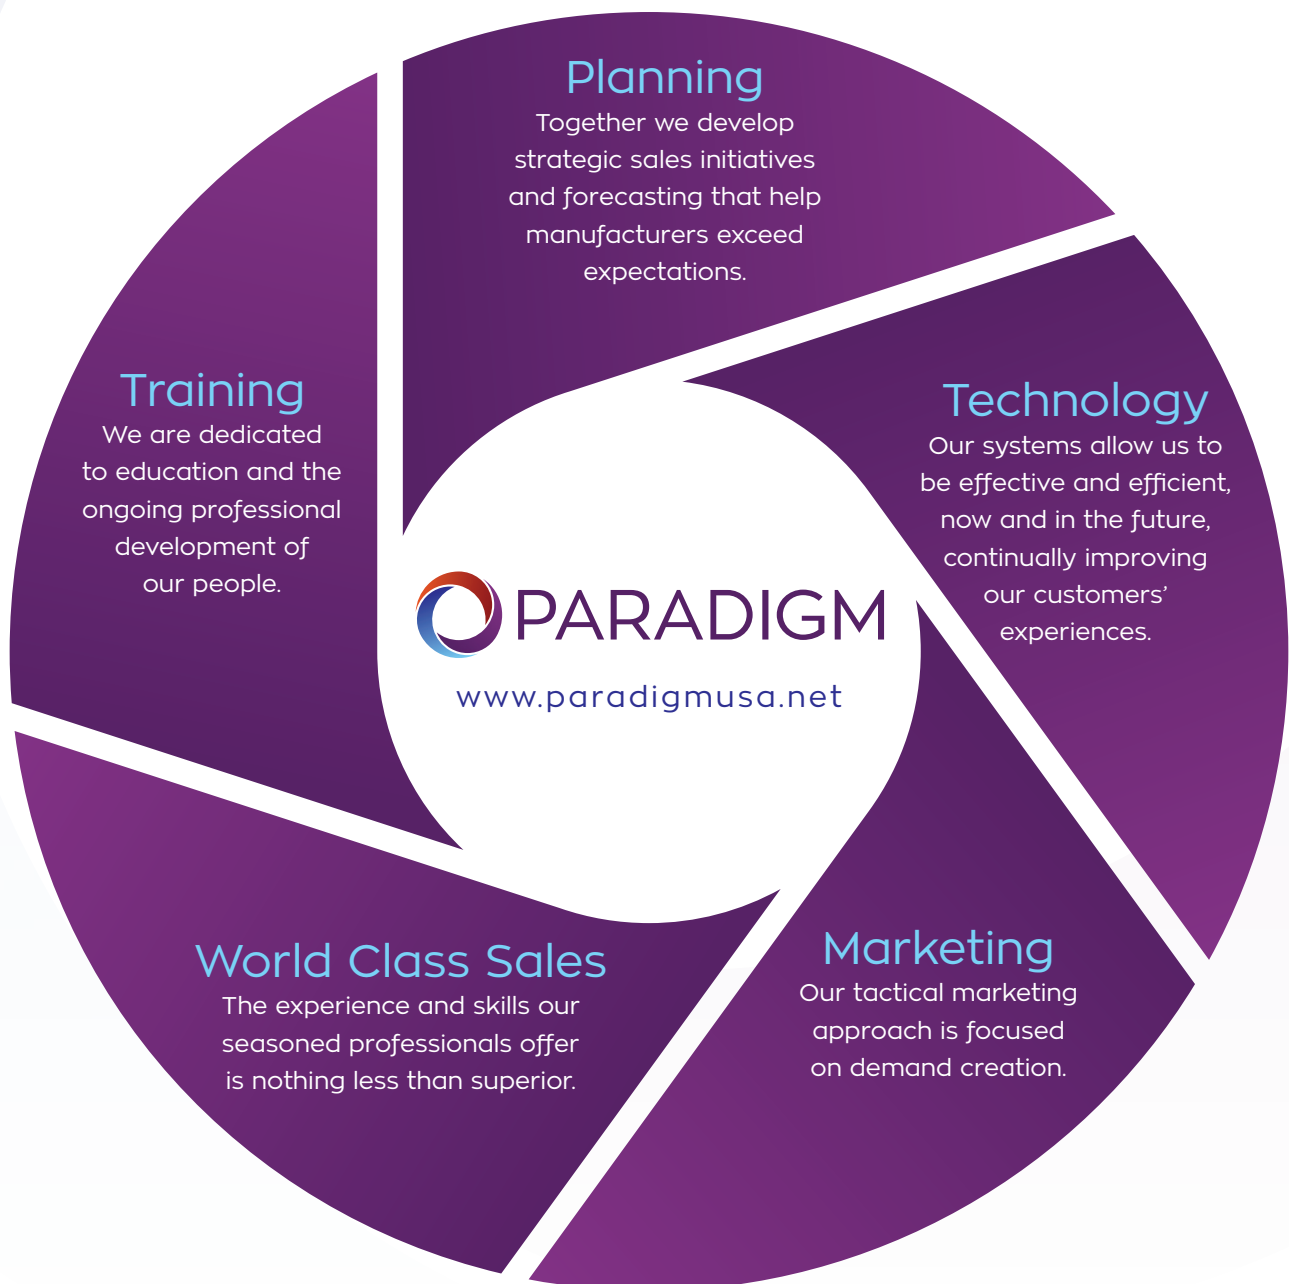 Planning
Together we develop
strategic sales initiatives
and forecasting that help
manufacturers exceed
expectations.
Technology
Our systems allow us to
be effective and efficient,
now and in the future,
continually improving
our customers’
experiences.
Marketing
Our tactical marketing
approach is focused
on demand creation.
World Class Sales
The experience and skills our
seasoned professionals offer
is nothing less than superior.
Training
We are dedicated
to education and the
ongoing professional
development of
our people.
PARADIGM
www.paradigmusa.net